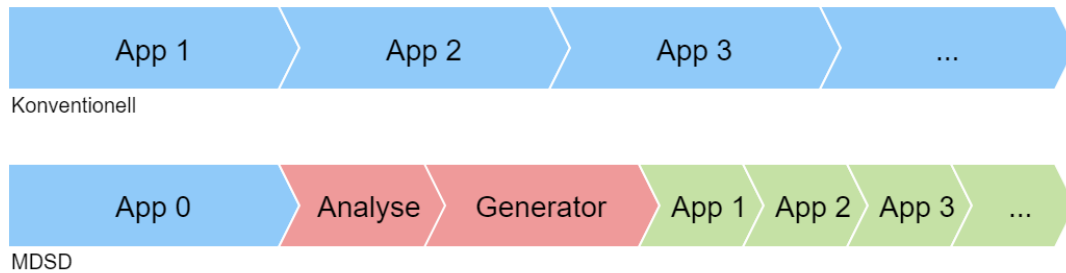 App 1 App 2 App 3 ...
Konventionell
App 0 Analyse Generator App 1 App 2 App 3 ...
MDSD